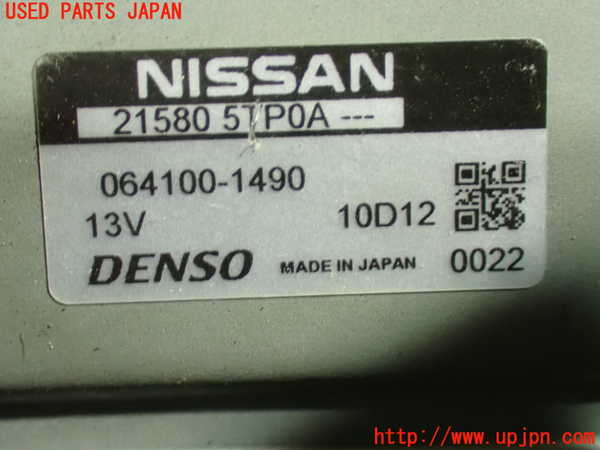 USED PARTS JAPAN
NISSAN
21580 5TP0A ---
064100-1490
13V 10D12
DENSO MADE IN JAPAN 0022
http://www.upjpn.com/